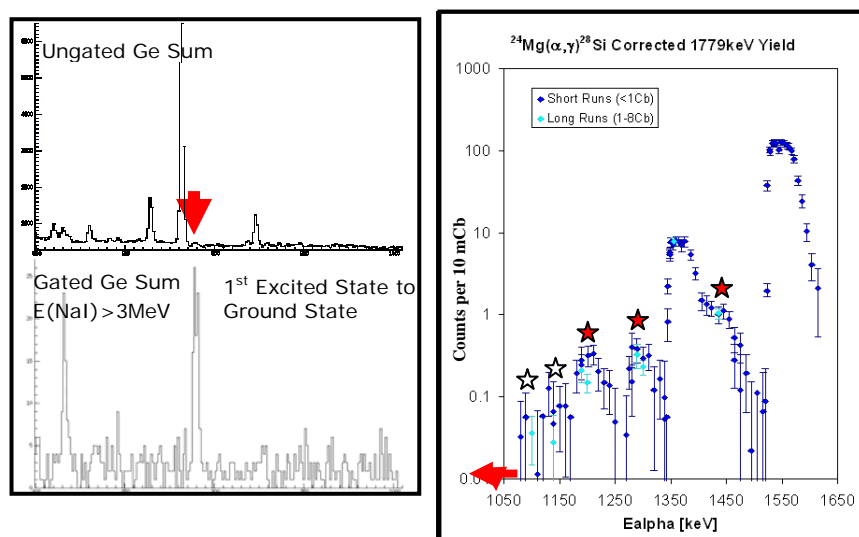 Ungated Ge Sum
Gated Ge Sum
E(NaI)>3MeV
1st Excited State to
Ground State
²⁴Mg(α,γ)²⁸Si Corrected 1779keV Yield
Short Runs (<1Cb)
Long Runs (1-8Cb)
Counts per 10 mCb
1000
100
10
1
0.1
1050
1150
1250
1350
1450
1550
1650
Ealpha [keV]